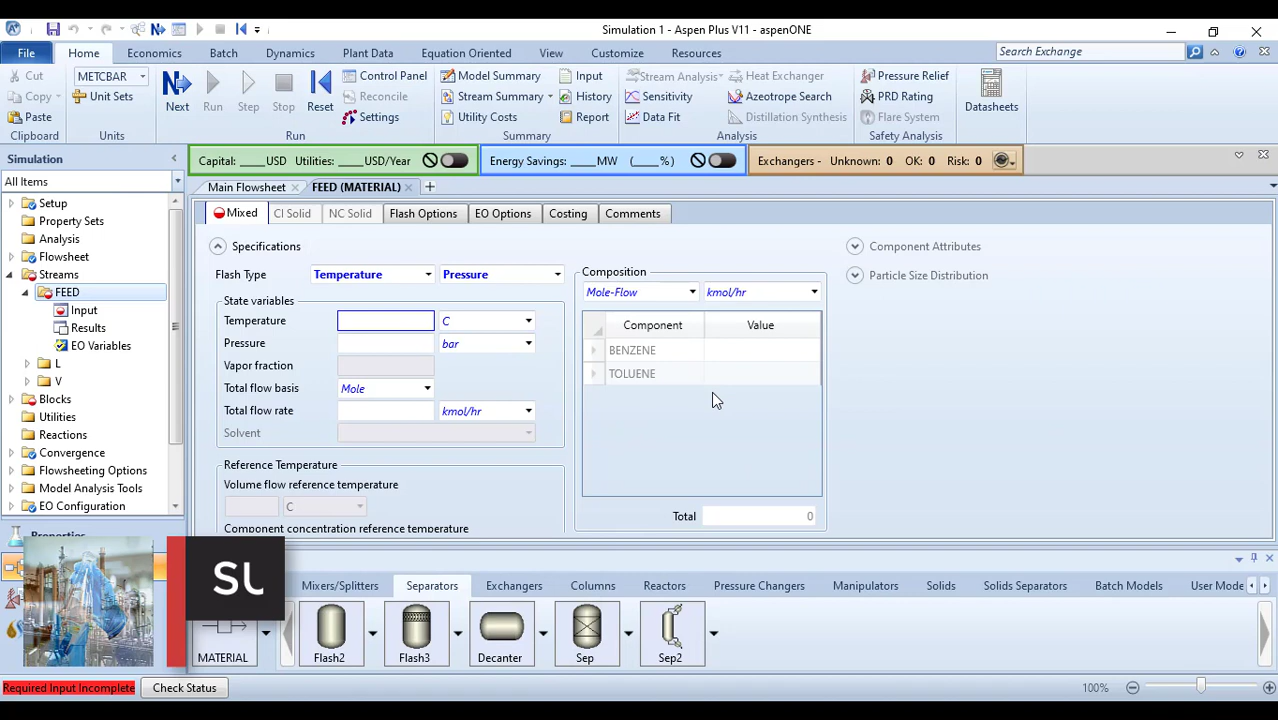 Simulation 1 - Aspen Plus V11 - aspenONE
File Home Economics Batch Dynamics Plant Data Equation Oriented View Customize Resources Search Exchange
Cut METCBAR Control Panel Model Summary Input Stream Analysis Heat Exchanger Pressure Relief
Copy Unit Sets Next Run Step Stop Reset Reconcile Stream Summary History Sensitivity Azeotrope Search PRD Rating Datasheets
Paste Settings Utility Costs Report Data Fit Distillation Synthesis Flare System
Clipboard Units Run Summary Analysis Safety Analysis
Simulation Capital: ____USD Utilities: ____USD/Year Energy Savings: ____MW (____%) Exchangers - Unknown: 0 OK: 0 Risk: 0
All Items Main Flowsheet FEED (MATERIAL)
Setup
Property Sets
Analysis
Flowsheet
Streams
FEED
Input
Results
EO Variables
L
V
Blocks
Utilities
Reactions
Convergence
Flowsheeting Options
Model Analysis Tools
EO Configuration
Properties
Mixed CI Solid NC Solid Flash Options EO Options Costing Comments
Specifications
Flash Type Temperature Pressure
State variables
Temperature C
Pressure bar
Vapor fraction
Total flow basis Mole
Total flow rate kmol/hr
Solvent
Reference Temperature
Volume flow reference temperature
C
Component concentration reference temperature
Composition
Mole-Flow kmol/hr
Component Value
BENZENE
TOLUENE
Total 0
Component Attributes
Particle Size Distribution
SL
Mixers/Splitters Separators Exchangers Columns Reactors Pressure Changers Manipulators Solids Solids Separators Batch Models User Mode
MATERIAL Flash2 Flash3 Decanter Sep Sep2
Required Input Incomplete Check Status 100%